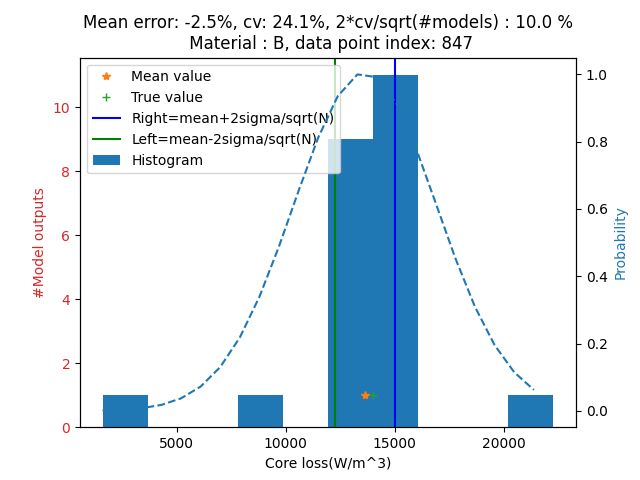 Mean error: -2.5%, cv: 24.1%, 2*cv/sqrt(#models) : 10.0 %
Material : B, data point index: 847
Mean value
True value
Right=mean+2sigma/sqrt(N)
Left=mean-2sigma/sqrt(N)
Histogram
10
8
6
4
2
0
#Model outputs
1.0
0.8
0.6
0.4
0.2
0.0
Probability
5000 10000 15000 20000
Core loss(W/m^3)